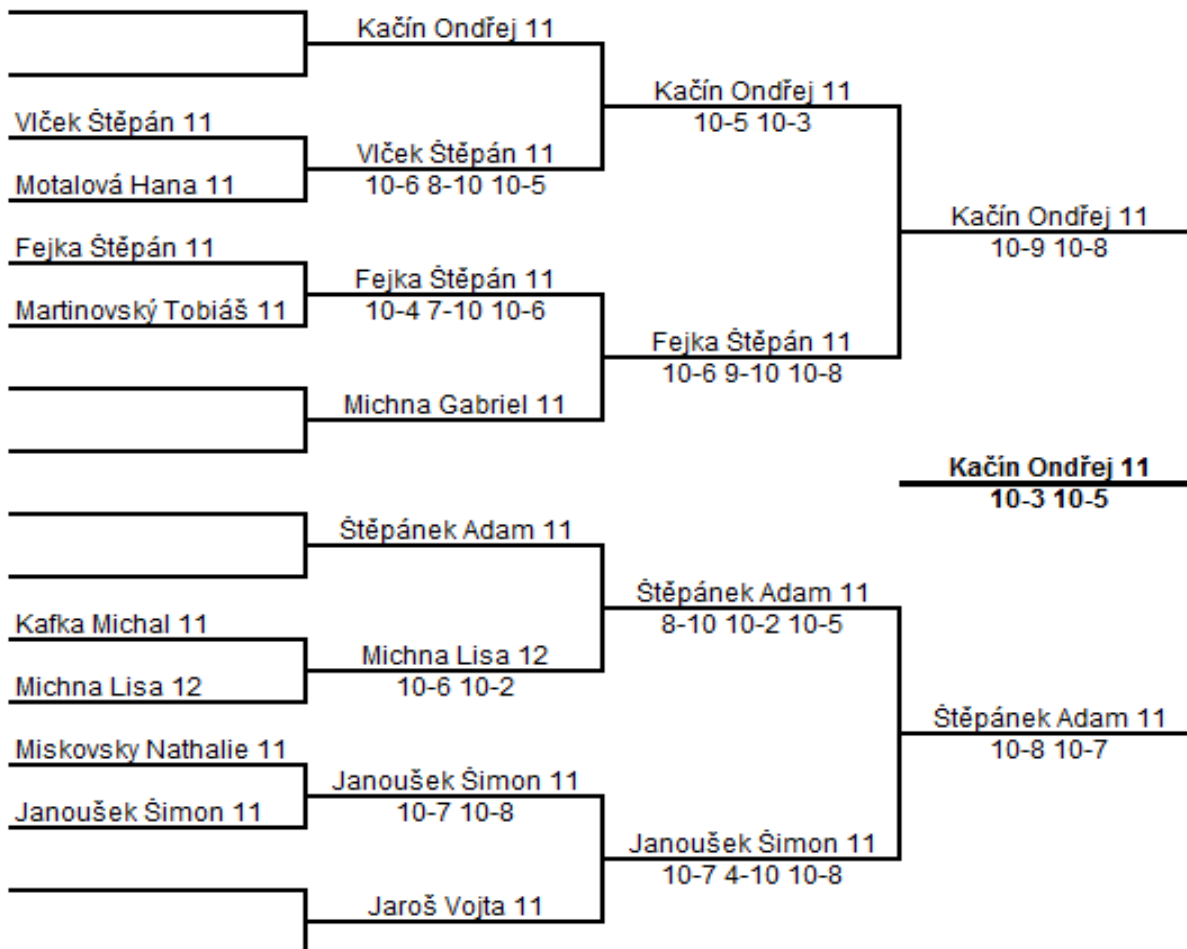 Kačín Ondřej 11
Kačín Ondřej 11
10-5 10-3
Vlček Štěpán 11
Vlček Štěpán 11
10-6 8-10 10-5
Motalová Hana 11
Kačín Ondřej 11
10-9 10-8
Fejka Štěpán 11
Fejka Štěpán 11
10-4 7-10 10-6
Martinovský Tobiáš 11
Fejka Štěpán 11
10-6 9-10 10-8
Michna Gabriel 11
Kačín Ondřej 11
10-3 10-5
Štěpánek Adam 11
Štěpánek Adam 11
8-10 10-2 10-5
Kafka Michal 11
Michna Lisa 12
10-6 10-2
Michna Lisa 12
Štěpánek Adam 11
10-8 10-7
Miskovsky Nathalie 11
Janoušek Šimon 11
10-7 10-8
Janoušek Šimon 11
Janoušek Šimon 11
10-7 4-10 10-8
Jaroš Vojta 11